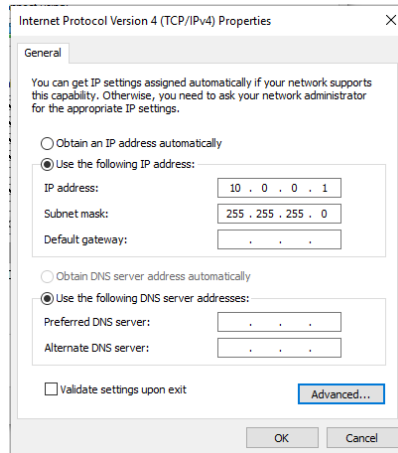 Internet Protocol Version 4 (TCP/IPv4) Properties
General
You can get IP settings assigned automatically if your network supports
this capability. Otherwise, you need to ask your network administrator
for the appropriate IP settings.
Obtain an IP address automatically
Use the following IP address:
IP address: 10 . 0 . 0 . 1
Subnet mask: 255 . 255 . 255 . 0
Default gateway: . . .
Obtain DNS server address automatically
Use the following DNS server addresses:
Preferred DNS server: . . .
Alternate DNS server: . . .
Validate settings upon exit
Advanced...
OK Cancel